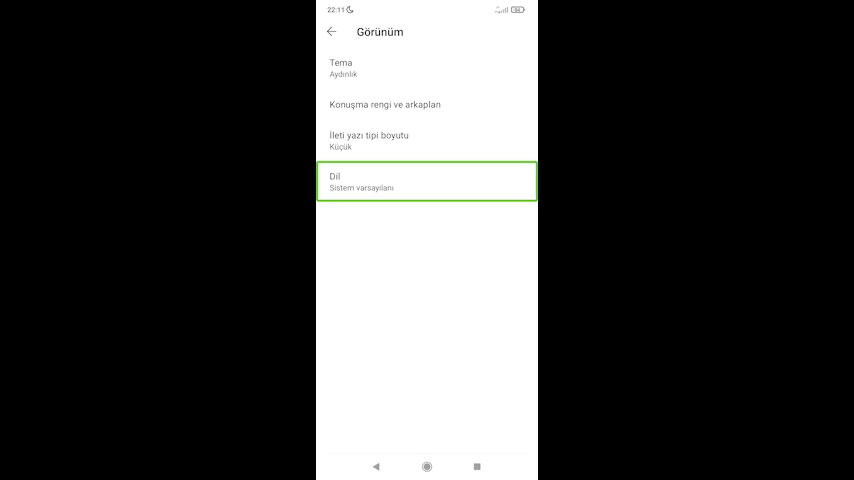 22:11
Görünüm
Tema
Aydınlık
Konuşma rengi ve arkaplan
İleti yazı tipi boyutu
Küçük
Dil
Sistem varsayılanı